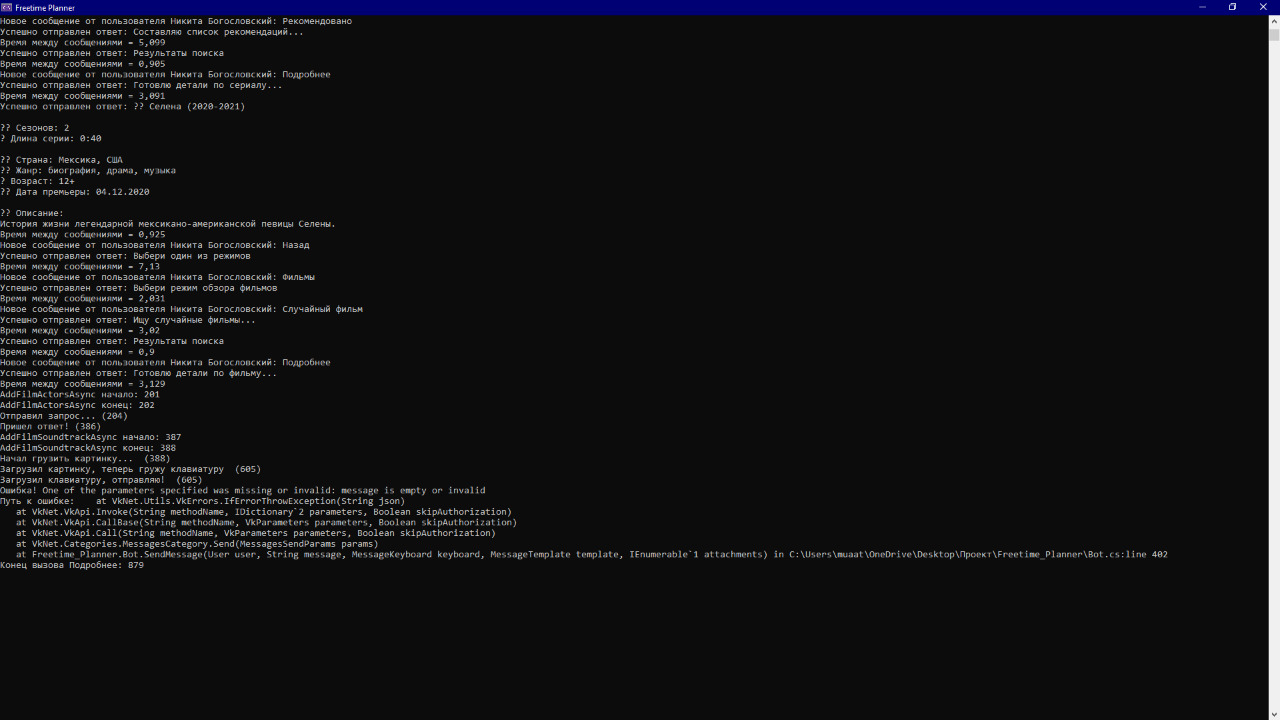 Freetime Planner
Новое сообщение от пользователя Никита Богословский: Рекомендовано
Успешно отправлен ответ: Составляю список рекомендаций...
Время между сообщениями = 5,099
Успешно отправлен ответ: Результаты поиска
Время между сообщениями = 0,905
Новое сообщение от пользователя Никита Богословский: Подробнее
Успешно отправлен ответ: Готовлю детали по сериалу...
Время между сообщениями = 3,091
Успешно отправлен ответ: ?? Селена (2020-2021)
?? Сезонов: 2
? Длина серии: 0:40
?? Страна: Мексика, США
?? Жанр: биография, драма, музыка
? Возраст: 12+
?? Дата премьеры: 04.12.2020
?? Описание:
История жизни легендарной мексикано-американской певицы Селены.
Время между сообщениями = 0,925
Новое сообщение от пользователя Никита Богословский: Назад
Успешно отправлен ответ: Выбери один из режимов
Время между сообщениями = 7,13
Новое сообщение от пользователя Никита Богословский: Фильмы
Успешно отправлен ответ: Выбери режим обзора фильмов
Время между сообщениями = 2,031
Новое сообщение от пользователя Никита Богословский: Случайный фильм
Успешно отправлен ответ: Ищу случайные фильмы...
Время между сообщениями = 3,02
Успешно отправлен ответ: Результаты поиска
Время между сообщениями = 0,9
Новое сообщение от пользователя Никита Богословский: Подробнее
Успешно отправлен ответ: Готовлю детали по фильму...
Время между сообщениями = 3,129
AddFilmActorsAsync начало: 201
AddFilmActorsAsync конец: 202
Отправил запрос... (204)
Пришел ответ! (386)
AddFilmSoundtrackAsync начало: 387
AddFilmSoundtrackAsync конец: 388
Начал грузить картинку...  (388)
Загрузил картинку, теперь гружу клавиатуру  (605)
Загрузил клавиатуру, отправляю!  (605)
Ошибка! One of the parameters specified was missing or invalid: message is empty or invalid
Путь к ошибке:    at VkNet.Utils.VkErrors.IfErrorThrowException(String json)
   at VkNet.VkApi.Invoke(String methodName, IDictionary`2 parameters, Boolean skipAuthorization)
   at VkNet.VkApi.CallBase(String methodName, VkParameters parameters, Boolean skipAuthorization)
   at VkNet.VkApi.Call(String methodName, VkParameters parameters, Boolean skipAuthorization)
   at VkNet.Categories.MessagesCategory.Send(MessagesSendParams params)
   at Freetime_Planner.Bot.SendMessage(User user, String message, MessageKeyboard keyboard, MessageTemplate template, IEnumerable`1 attachments) in C:\Users\muaat\OneDrive\Desktop\Проект\Freetime_Planner\Bot.cs:line 402
Конец вызова Подробнее: 879